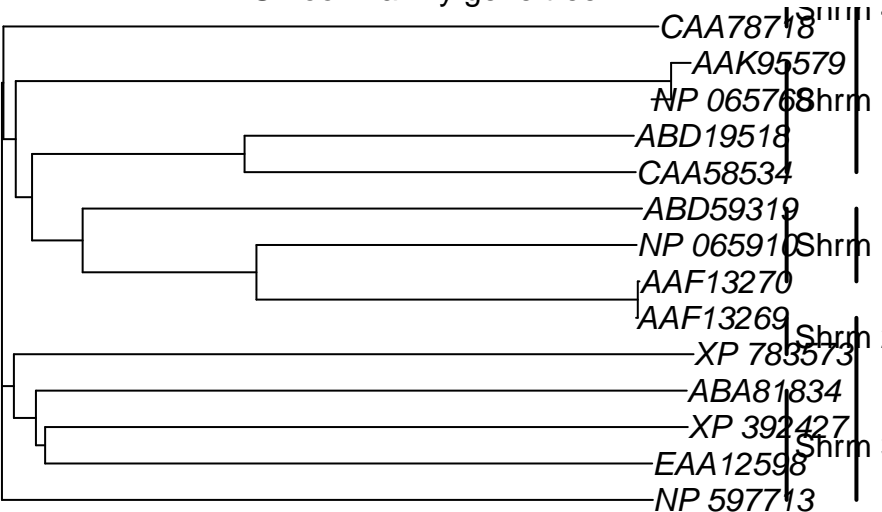 CAA78718
AAK95579
NP 065768 Shrm
ABD19518
CAA58534
ABD59319
NP 065910 Shrm
AAF13270
AAF13269
Shrm
XP 783573
ABA81834
XP 392427
Shrm
EAA12598
NP 597713